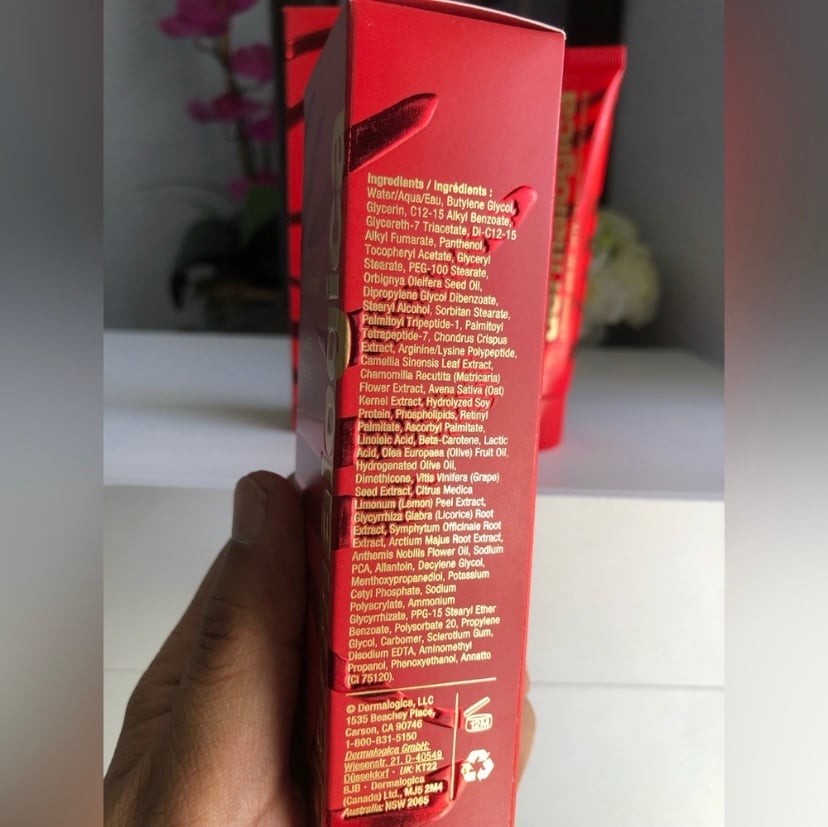 Ingredients / Ingrédients :
Water/Aqua/Eau, Butylene Glycol,
Glycerin, C12-15 Alkyl Benzoate,
Glycereth-7 Triacetate, Di-C12-15
Alkyl Fumarate, Panthenol,
Tocopheryl Acetate, Glyceryl
Stearate, PEG-100 Stearate,
Orbignya Oleifera Seed Oil,
Dipropylene Glycol Dibenzoate,
Stearyl Alcohol, Sorbitan Stearate,
Palmitoyl Tripeptide-1, Palmitoyl
Tetrapeptide-7, Chondrus Crispus
Extract, Arginine/Lysine Polypeptide,
Camellia Sinensis Leaf Extract,
Chamomilla Recutita (Matricaria)
Flower Extract, Avena Sativa (Oat)
Kernel Extract, Hydrolyzed Soy
Protein, Phospholipids, Retinyl
Palmitate, Ascorbyl Palmitate,
Linoleic Acid, Beta-Carotene, Lactic
Acid, Olea Europaea (Olive) Fruit Oil,
Hydrogenated Olive Oil,
Dimethicone, Vitis Vinifera (Grape)
Seed Extract, Citrus Medica
Limonum (Lemon) Peel Extract,
Glycyrrhiza Glabra (Licorice) Root
Extract, Symphytum Officinale Root
Extract, Arctium Majus Root Extract,
Anthemis Nobilis Flower Oil, Sodium
PCA, Allantoin, Decylene Glycol,
Menthoxypropanediol, Potassium
Cetyl Phosphate, Sodium
Polyacrylate, Ammonium
Glycyrrhizate, PPG-15 Stearyl Ether
Benzoate, Polysorbate 20, Propylene
Glycol, Carbomer, Sclerotium Gum,
Disodium EDTA, Aminomethyl
Propanol, Phenoxyethanol, Annatto
(CI 75120).
© Dermalogica, LLC
1535 Beachey Place,
Carson, CA 90746
1-800-831-5150
Dermalogica GmbH:
Wiesenstr. 21, D-40549
Düsseldorf · UK: KT22
8JB · Dermalogica
(Canada) Ltd., MJ5 2M4
Australia: NSW 2065
12M